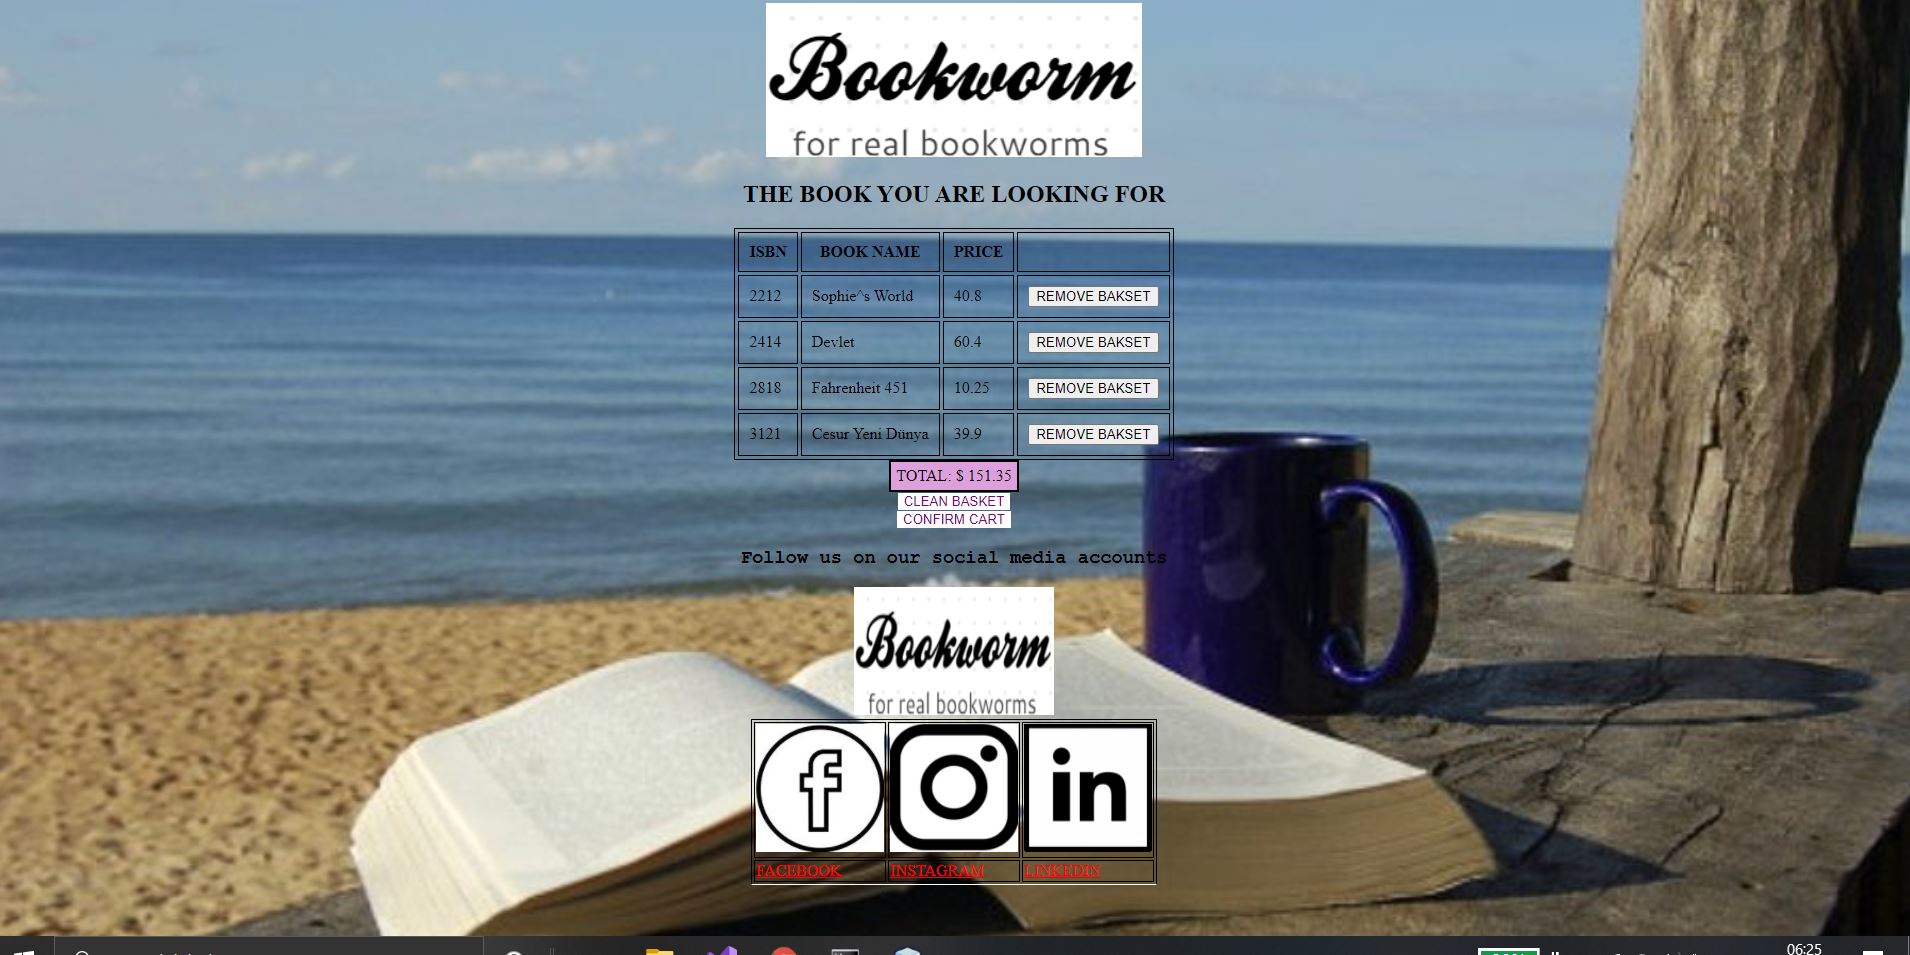 Bookworm
for real bookworms
THE BOOK YOU ARE LOOKING FOR
ISBN BOOK NAME PRICE
2212 Sophie^s World 40.8 REMOVE BAKSET
2414 Devlet 60.4 REMOVE BAKSET
2818 Fahrenheit 451 10.25 REMOVE BAKSET
3121 Cesur Yeni Dünya 39.9 REMOVE BAKSET
TOTAL: $ 151.35
CLEAN BASKET
CONFIRM CART
Follow us on our social media accounts
Bookworm
for real bookworms
f in
FACEBOOK INSTAGRAM LINKEDIN
06:25